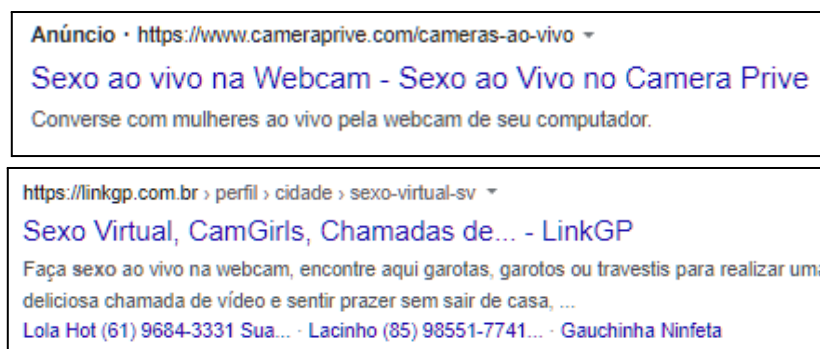 Anúncio · https://www.cameraprive.com/cameras-ao-vivo
Sexo ao vivo na Webcam - Sexo ao Vivo no Camera Prive
Converse com mulheres ao vivo pela webcam de seu computador.
https://linkgp.com.br › perfil › cidade › sexo-virtual-sv
Sexo Virtual, CamGirls, Chamadas de... - LinkGP
Faça sexo ao vivo na webcam, encontre aqui garotas, garotos ou travestis para realizar uma
deliciosa chamada de vídeo e sentir prazer sem sair de casa, ...
Lola Hot (61) 9684-3331 Sua... · Lacinho (85) 98551-7741... · Gauchinha Ninfeta